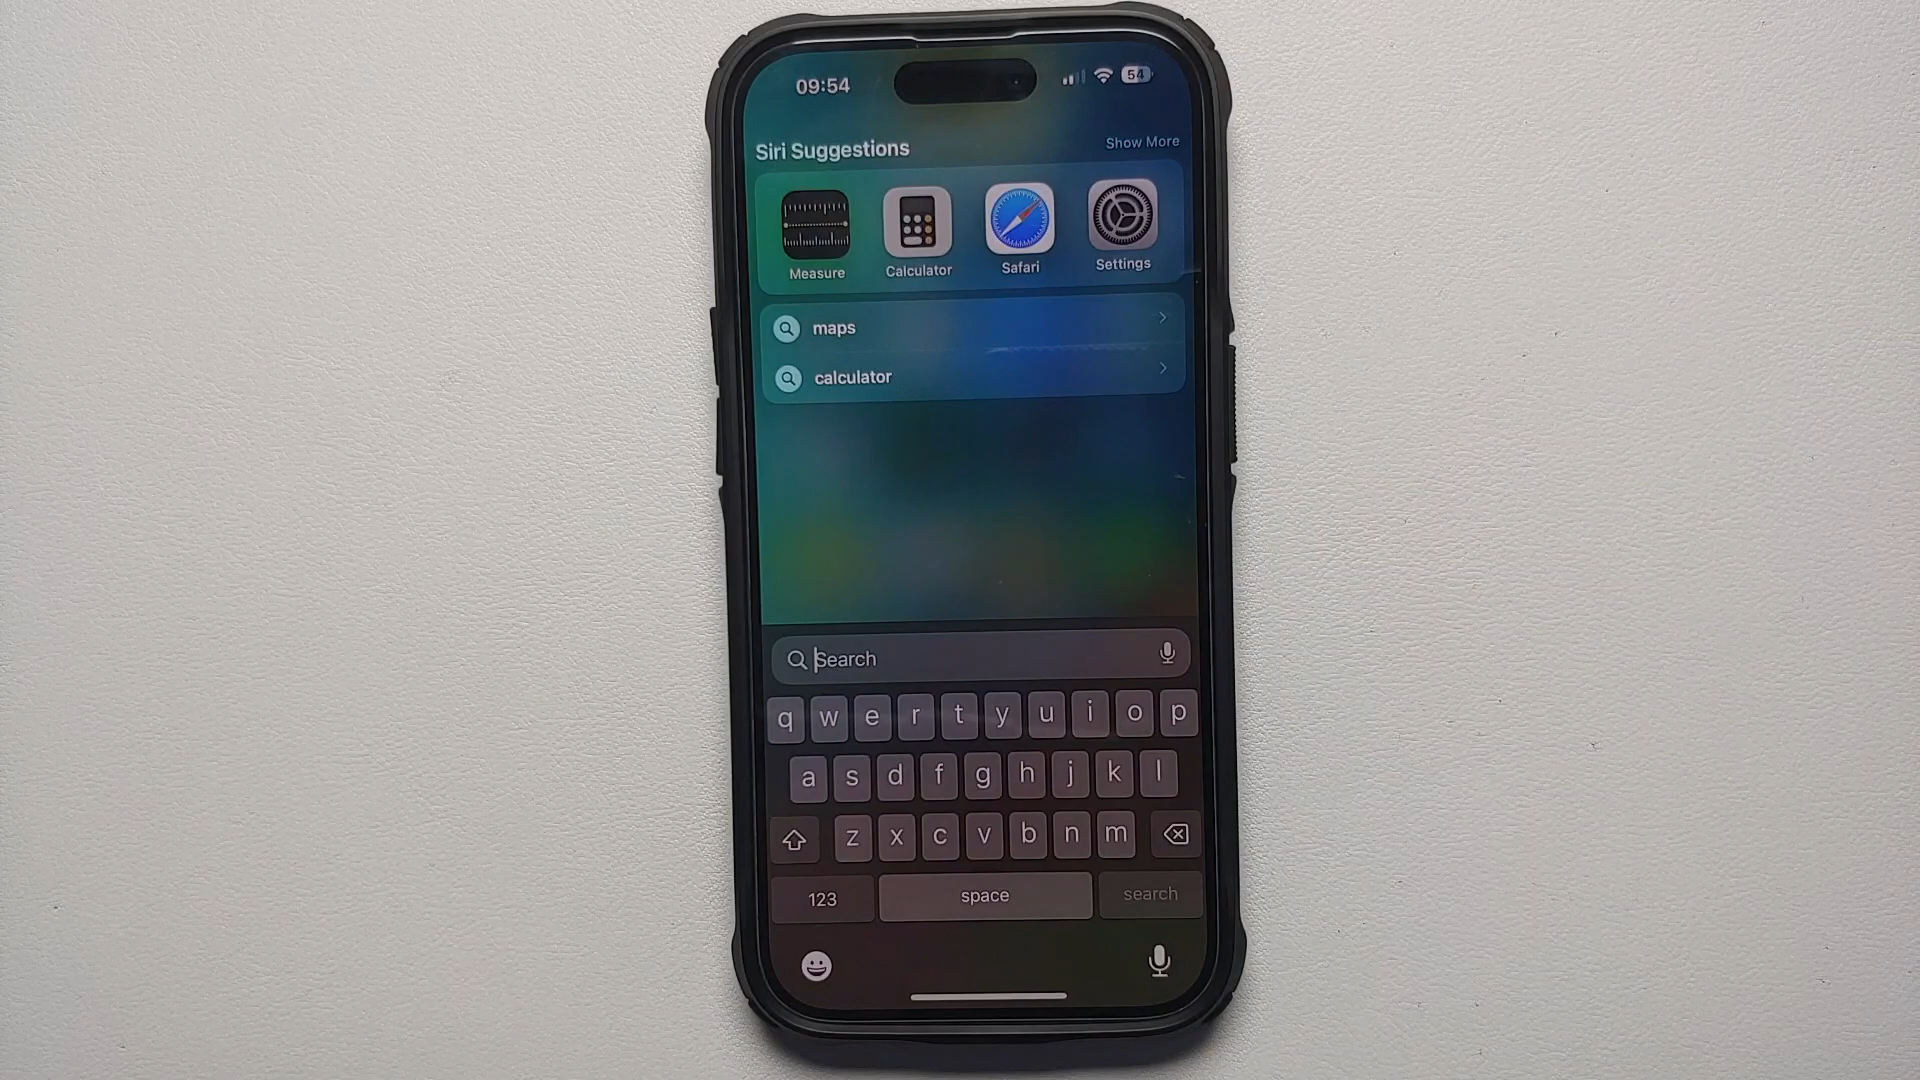 09:54
54
Siri Suggestions
Show More
Measure Calculator Safari Settings
maps
calculator
Search
q w e r t y u i o p
a s d f g h j k l
z x c v b n m
123 space search